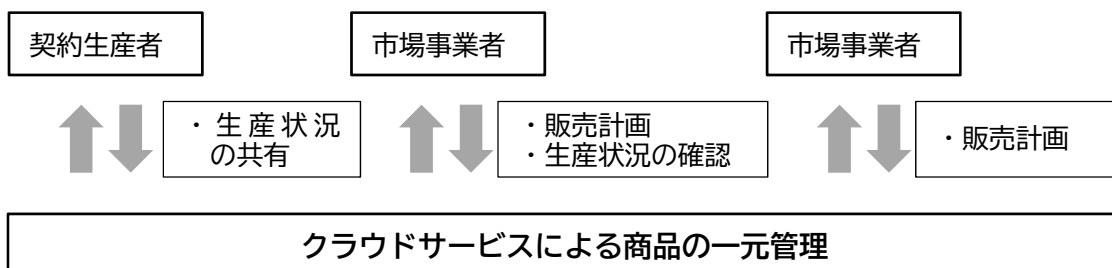 契約生産者
市場事業者
市場事業者
・生産状況
の共有
・販売計画
・生産状況の確認
・販売計画
クラウドサービスによる商品の一元管理